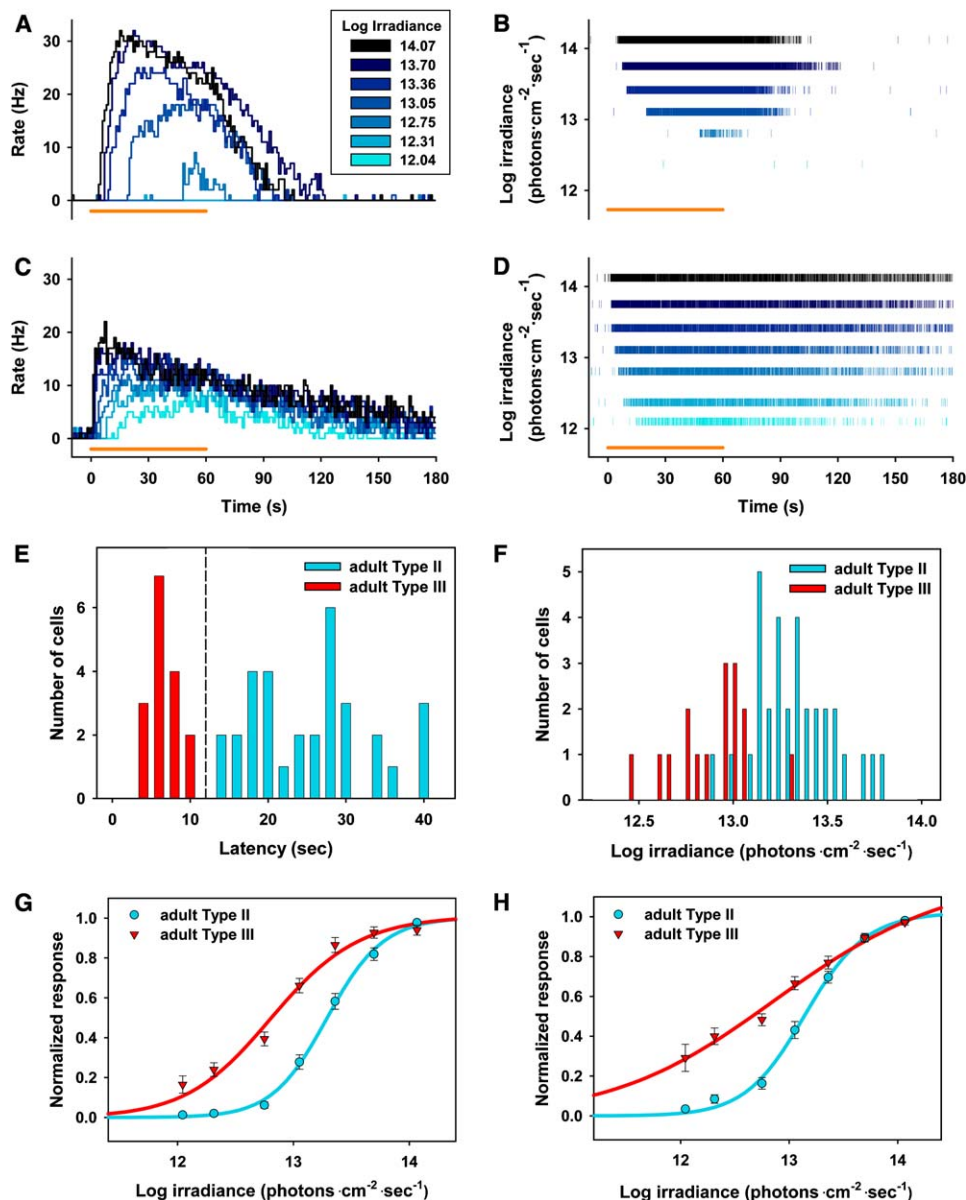 A
Log Irradiance
14.07
13.70
13.36
13.05
12.75
12.31
12.04
30
20
10
0
Rate (Hz)
B
14
13
12
Log irradiance
(photons·cm-2·sec-1)
C
30
20
10
0
Rate (Hz)
0 30 60 90 120 150 180
Time (s)
D
14
13
12
Log irradiance
(photons·cm-2·sec-1)
0 30 60 90 120 150 180
Time (s)
E
adult Type II
adult Type III
6
4
2
0
Number of cells
0 10 20 30 40
Latency (sec)
F
adult Type II
adult Type III
5
4
3
2
1
0
Number of cells
12.5 13.0 13.5 14.0
Log irradiance (photons·cm-2·sec-1)
G
adult Type II
adult Type III
1.0
0.8
0.6
0.4
0.2
0.0
Normalized response
12 13 14
Log irradiance (photons·cm-2·sec-1)
H
adult Type II
adult Type III
1.0
0.8
0.6
0.4
0.2
0.0
Normalized response
12 13 14
Log irradiance (photons·cm-2·sec-1)